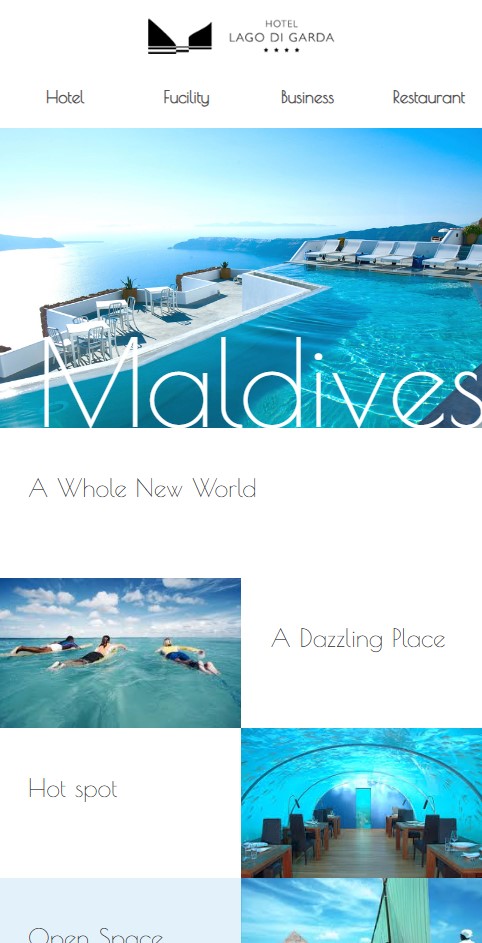 HOTEL
LAGO DI GARDA
★★★★
Hotel Fucility Business Restaurant
Maldives
A Whole New World
A Dazzling Place
Hot spot
Open Space